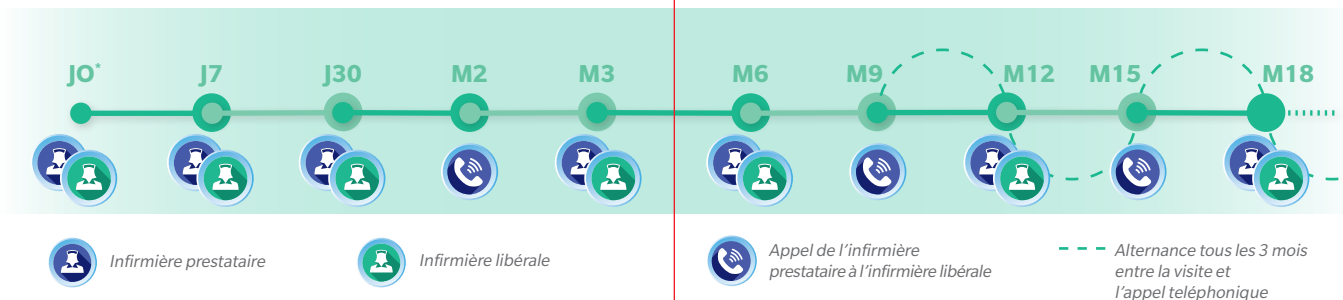 JO*
J7
J30
M2
M3
M6
M9
M12
M15
M18
Infirmière prestataire
Infirmière libérale
Appel de l’infirmière
prestataire à l’infirmière libérale
Alternance tous les 3 mois
entre la visite et
l’appel teléphonique